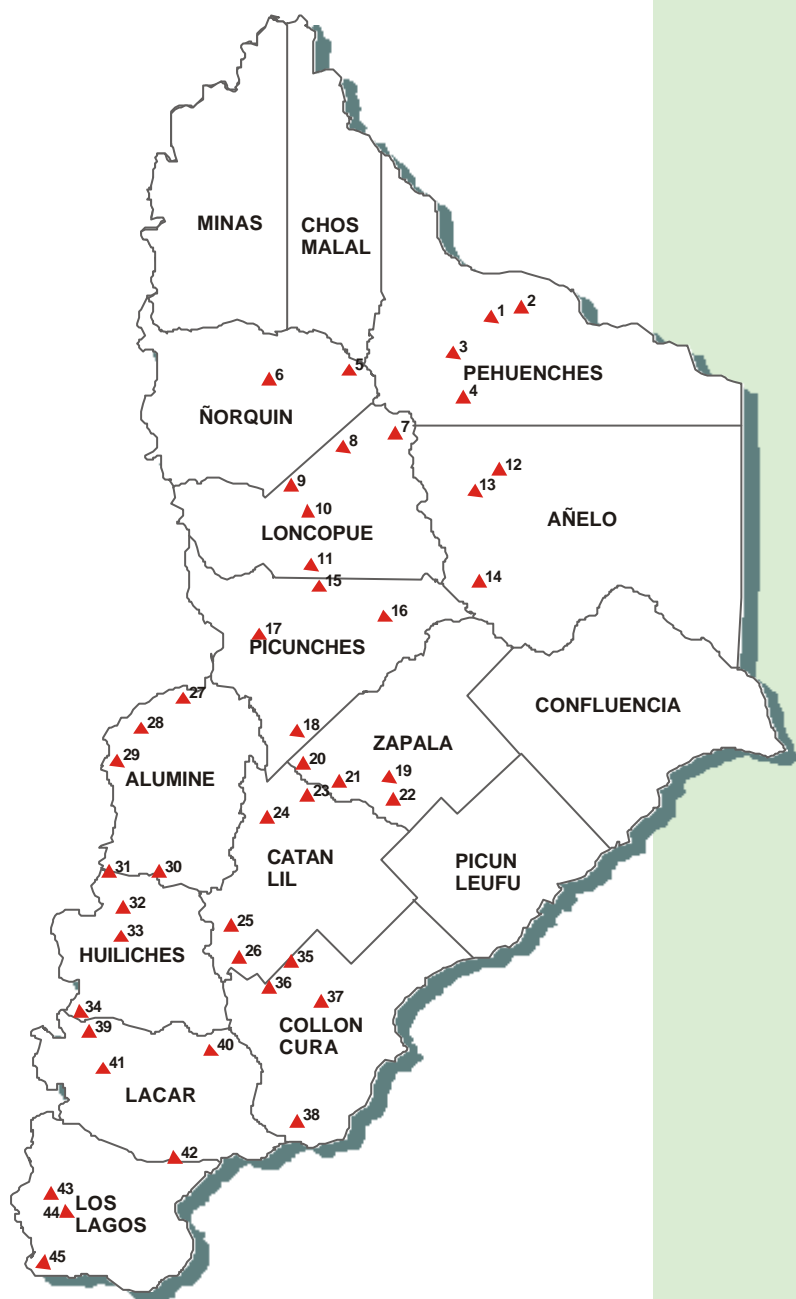 MINAS
CHOS
MALAL
2
1
3
PEHUENCHES
4
5
6
ÑORQUIN
7
8
9
10
LONCOPUE
11
12
13
AÑELO
14
15
16
17
PICUNCHES
18
CONFLUENCIA
ZAPALA
20
21
19
22
23
24
27
28
29
ALUMINE
CATAN
LIL
PICUN
LEUFU
31
30
32
33
HUILICHES
34
25
26
35
36
37
COLLON
CURA
38
39
40
41
LACAR
42
43
44
LOS
LAGOS
45